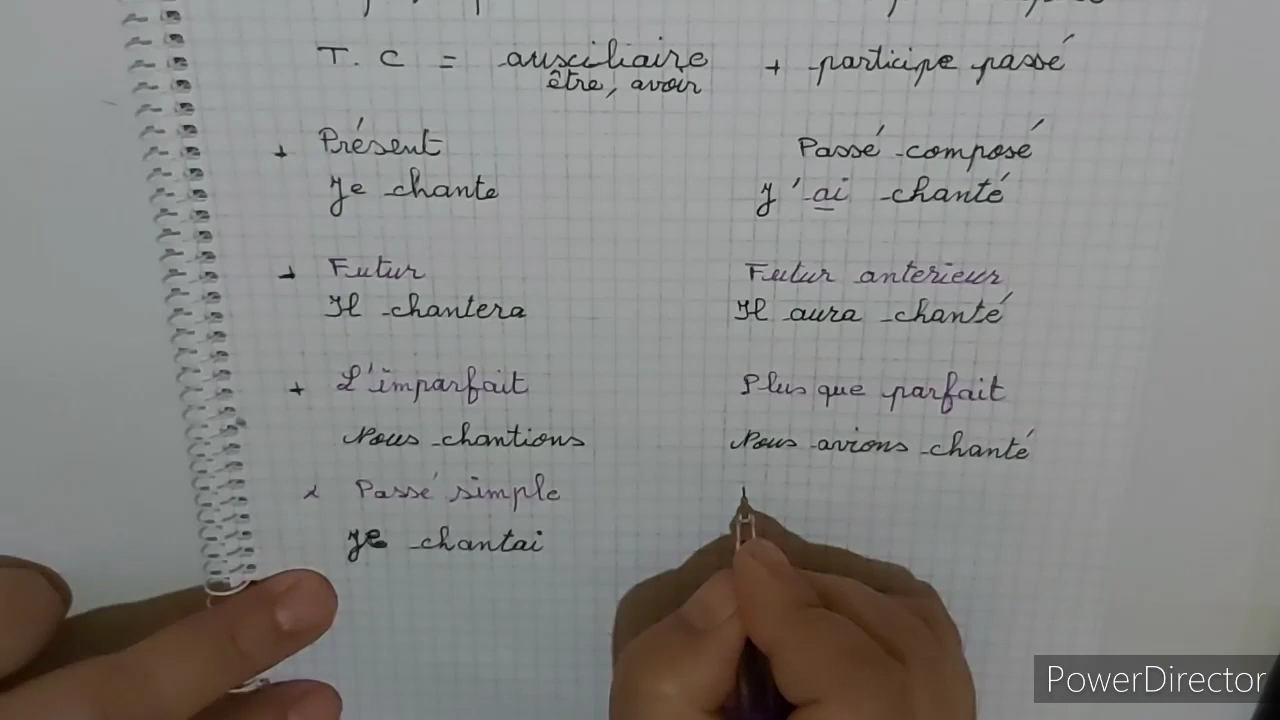 T. C = auxiliaire + participe passé
être, avoir
+ Présent Passé composé
Je chante J'ai chanté
+ Futur Futur anterieur
Il chantera Il aura chanté
+ L'imparfait Plus que parfait
Nous chantions Nous avions chanté
x Passé simple
Je chantai
PowerDirector